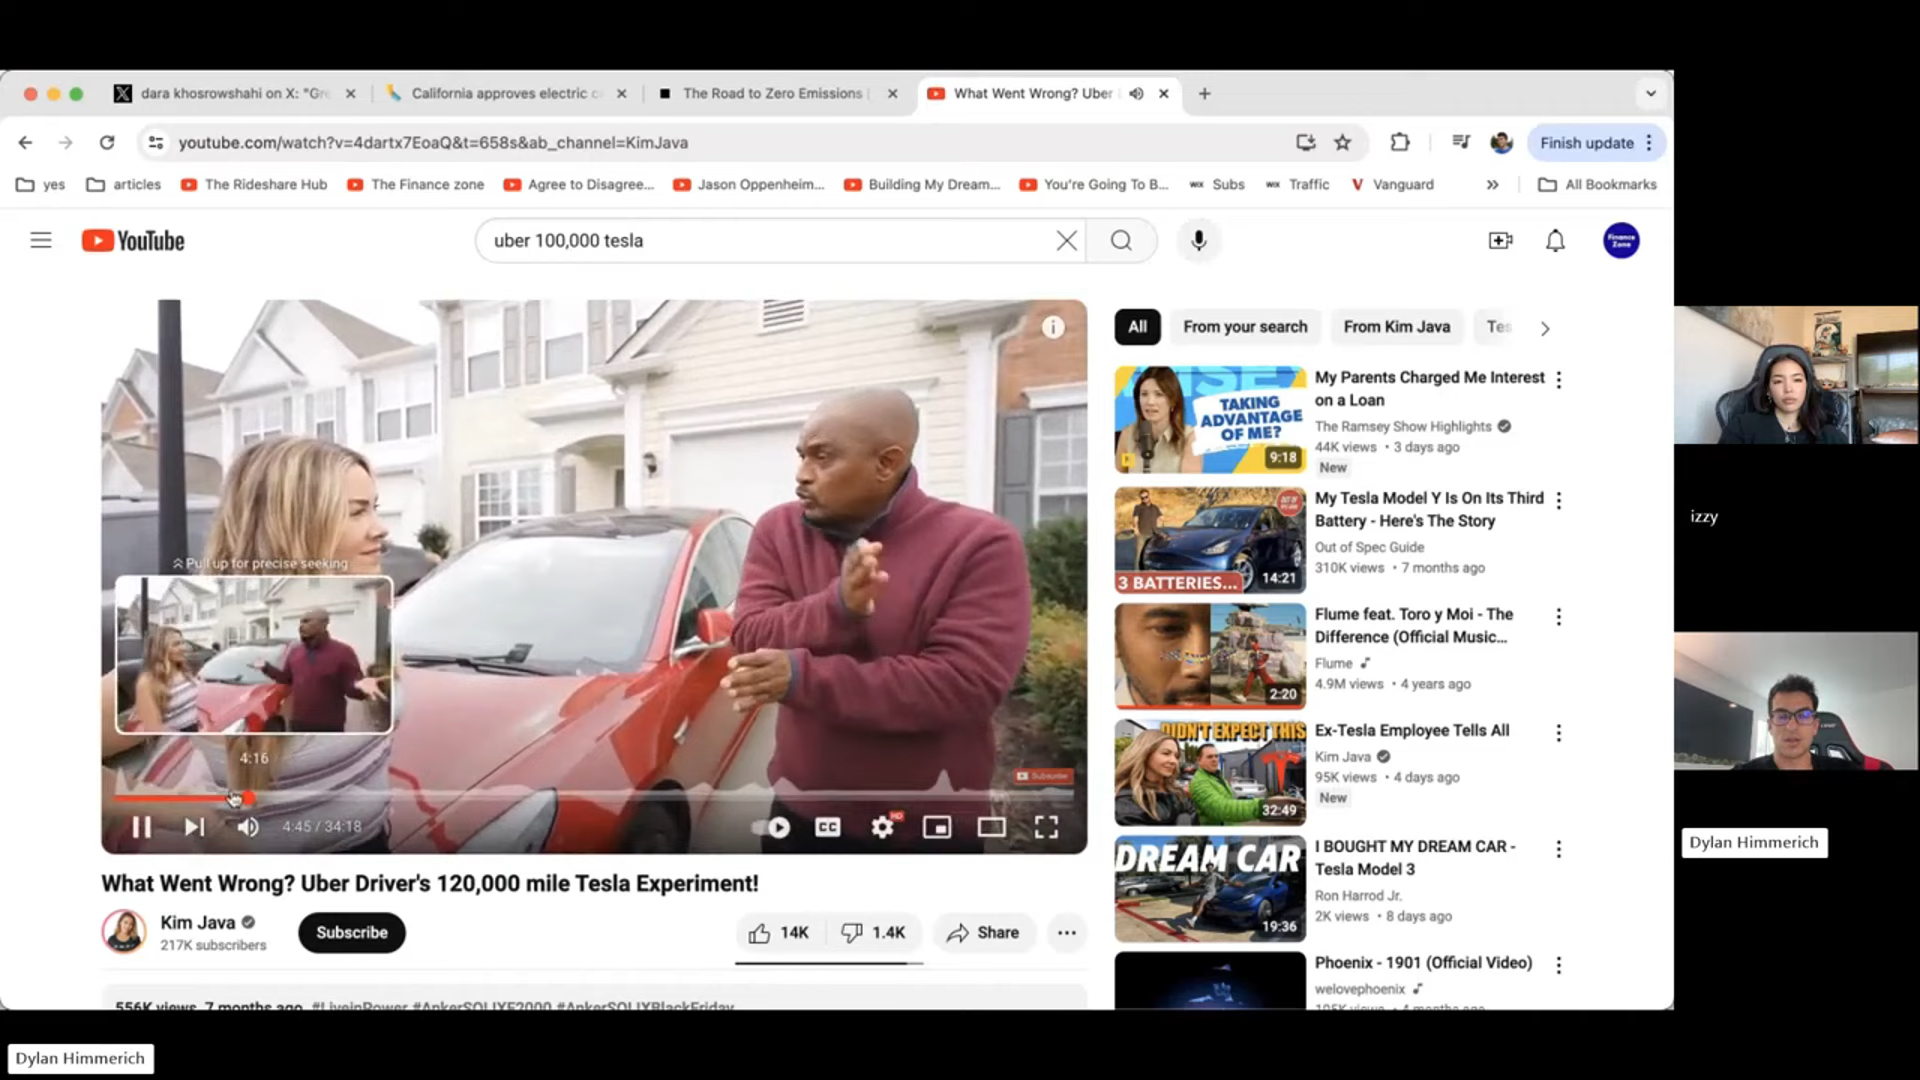 dara khosrowshahi on X: "Gre
California approves electric c
The Road to Zero Emissions |
What Went Wrong? Uber
youtube.com/watch?v=4dartx7EoaQ&t=658s&ab_channel=KimJava
Finish update
yes
articles
The Rideshare Hub
The Finance zone
Agree to Disagree...
Jason Oppenheim...
Building My Dream...
You're Going To B...
WIX Subs
WIX Traffic
Vanguard
All Bookmarks
YouTube
uber 100,000 tesla
Finance Zone
Pull up for precise seeking
4:16
Subscribe
4:45 / 34:18
CC
HD
What Went Wrong? Uber Driver's 120,000 mile Tesla Experiment!
Kim Java
217K subscribers
Subscribe
14K
1.4K
Share
556K views 7 months ago #LiveinPower #AnkerSOLIXF2000 #AnkerSOLIXBlackFriday
All
From your search
From Kim Java
Tes
TAKING
ADVANTAGE
OF ME?
9:18
My Parents Charged Me Interest
on a Loan
The Ramsey Show Highlights
44K views • 3 days ago
New
3 BATTERIES...
14:21
My Tesla Model Y Is On Its Third
Battery - Here's The Story
Out of Spec Guide
310K views • 7 months ago
2:20
Flume feat. Toro y Moi - The
Difference (Official Music...
Flume
4.9M views • 4 years ago
DIDN'T EXPECT THIS
32:49
Ex-Tesla Employee Tells All
Kim Java
95K views • 4 days ago
New
DREAM CAR
19:36
I BOUGHT MY DREAM CAR -
Tesla Model 3
Ron Harrod Jr.
2K views • 8 days ago
Phoenix - 1901 (Official Video)
welovephoenix
izzy
Dylan Himmerich
Dylan Himmerich